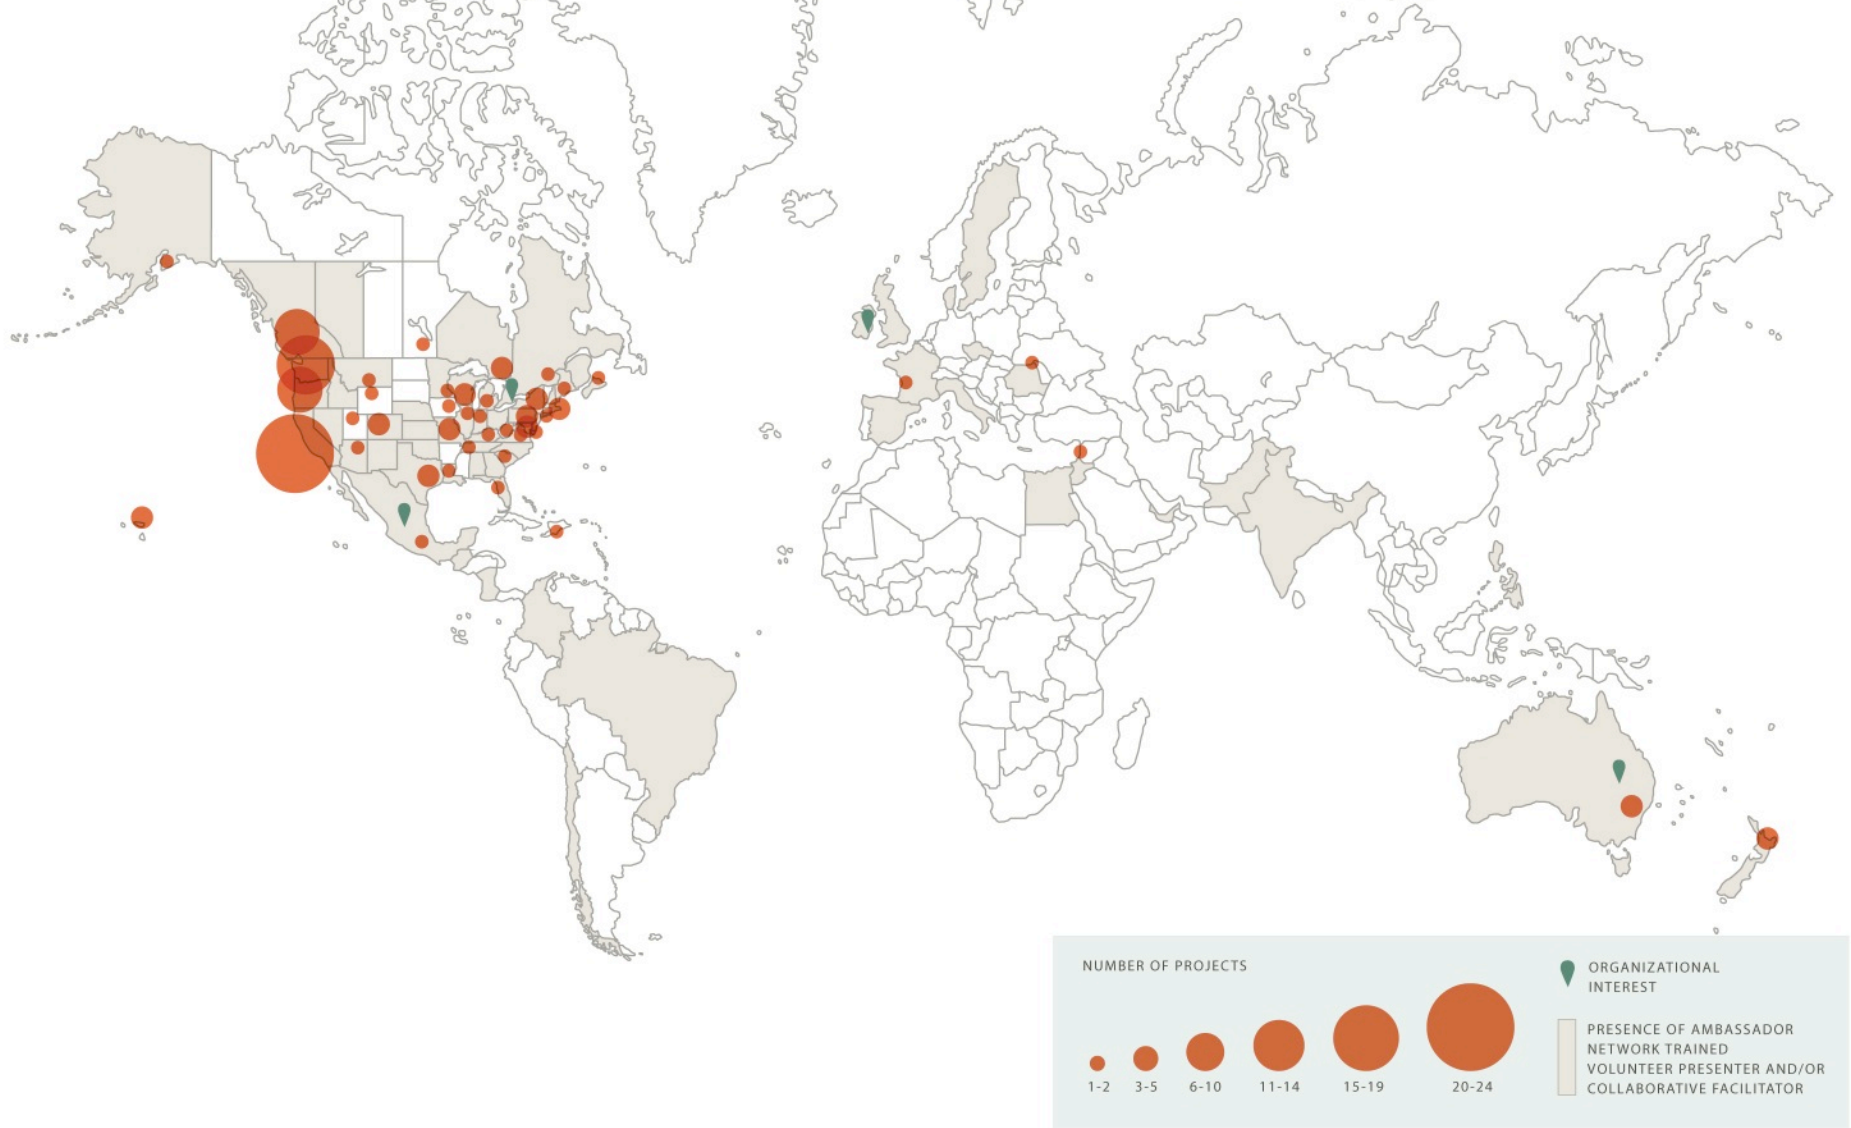 NUMBER OF PROJECTS
1-2 3-5 6-10 11-14 15-19 20-24
ORGANIZATIONAL
INTEREST
PRESENCE OF AMBASSADOR
NETWORK TRAINED
VOLUNTEER PRESENTER AND/OR
COLLABORATIVE FACILITATOR